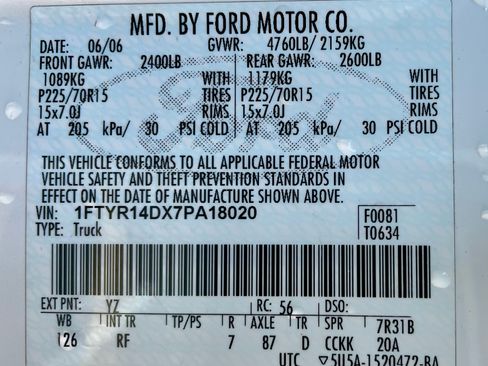 MFD. BY FORD MOTOR CO.
DATE: 06/06 GVWR: 4760LB/ 2159KG
FRONT GAWR: 2400LB REAR GAWR: 2600LB
1089KG WITH 1179KG WITH
P225/70R15 TIRES P225/70R15 TIRES
15x7.0J RIMS 15x7.0J RIMS
AT 205 kPa/ 30 PSI COLD AT 205 kPa/ 30 PSI COLD
Ford
THIS VEHICLE CONFORMS TO ALL APPLICABLE FEDERAL MOTOR
VEHICLE SAFETY AND THEFT PREVENTION STANDARDS IN
EFFECT ON THE DATE OF MANUFACTURE SHOWN ABOVE.
VIN: 1FTYR14DX7PA18020 F0081
TYPE: Truck T0634
EXT PNT: YZ RC: 56 DSO:
WB INT TR TP/PS R AXLE TR SPR 7R31B
126 RF 7 87 D CCKK 20A
UTC ▽5U5A-1520472-BA